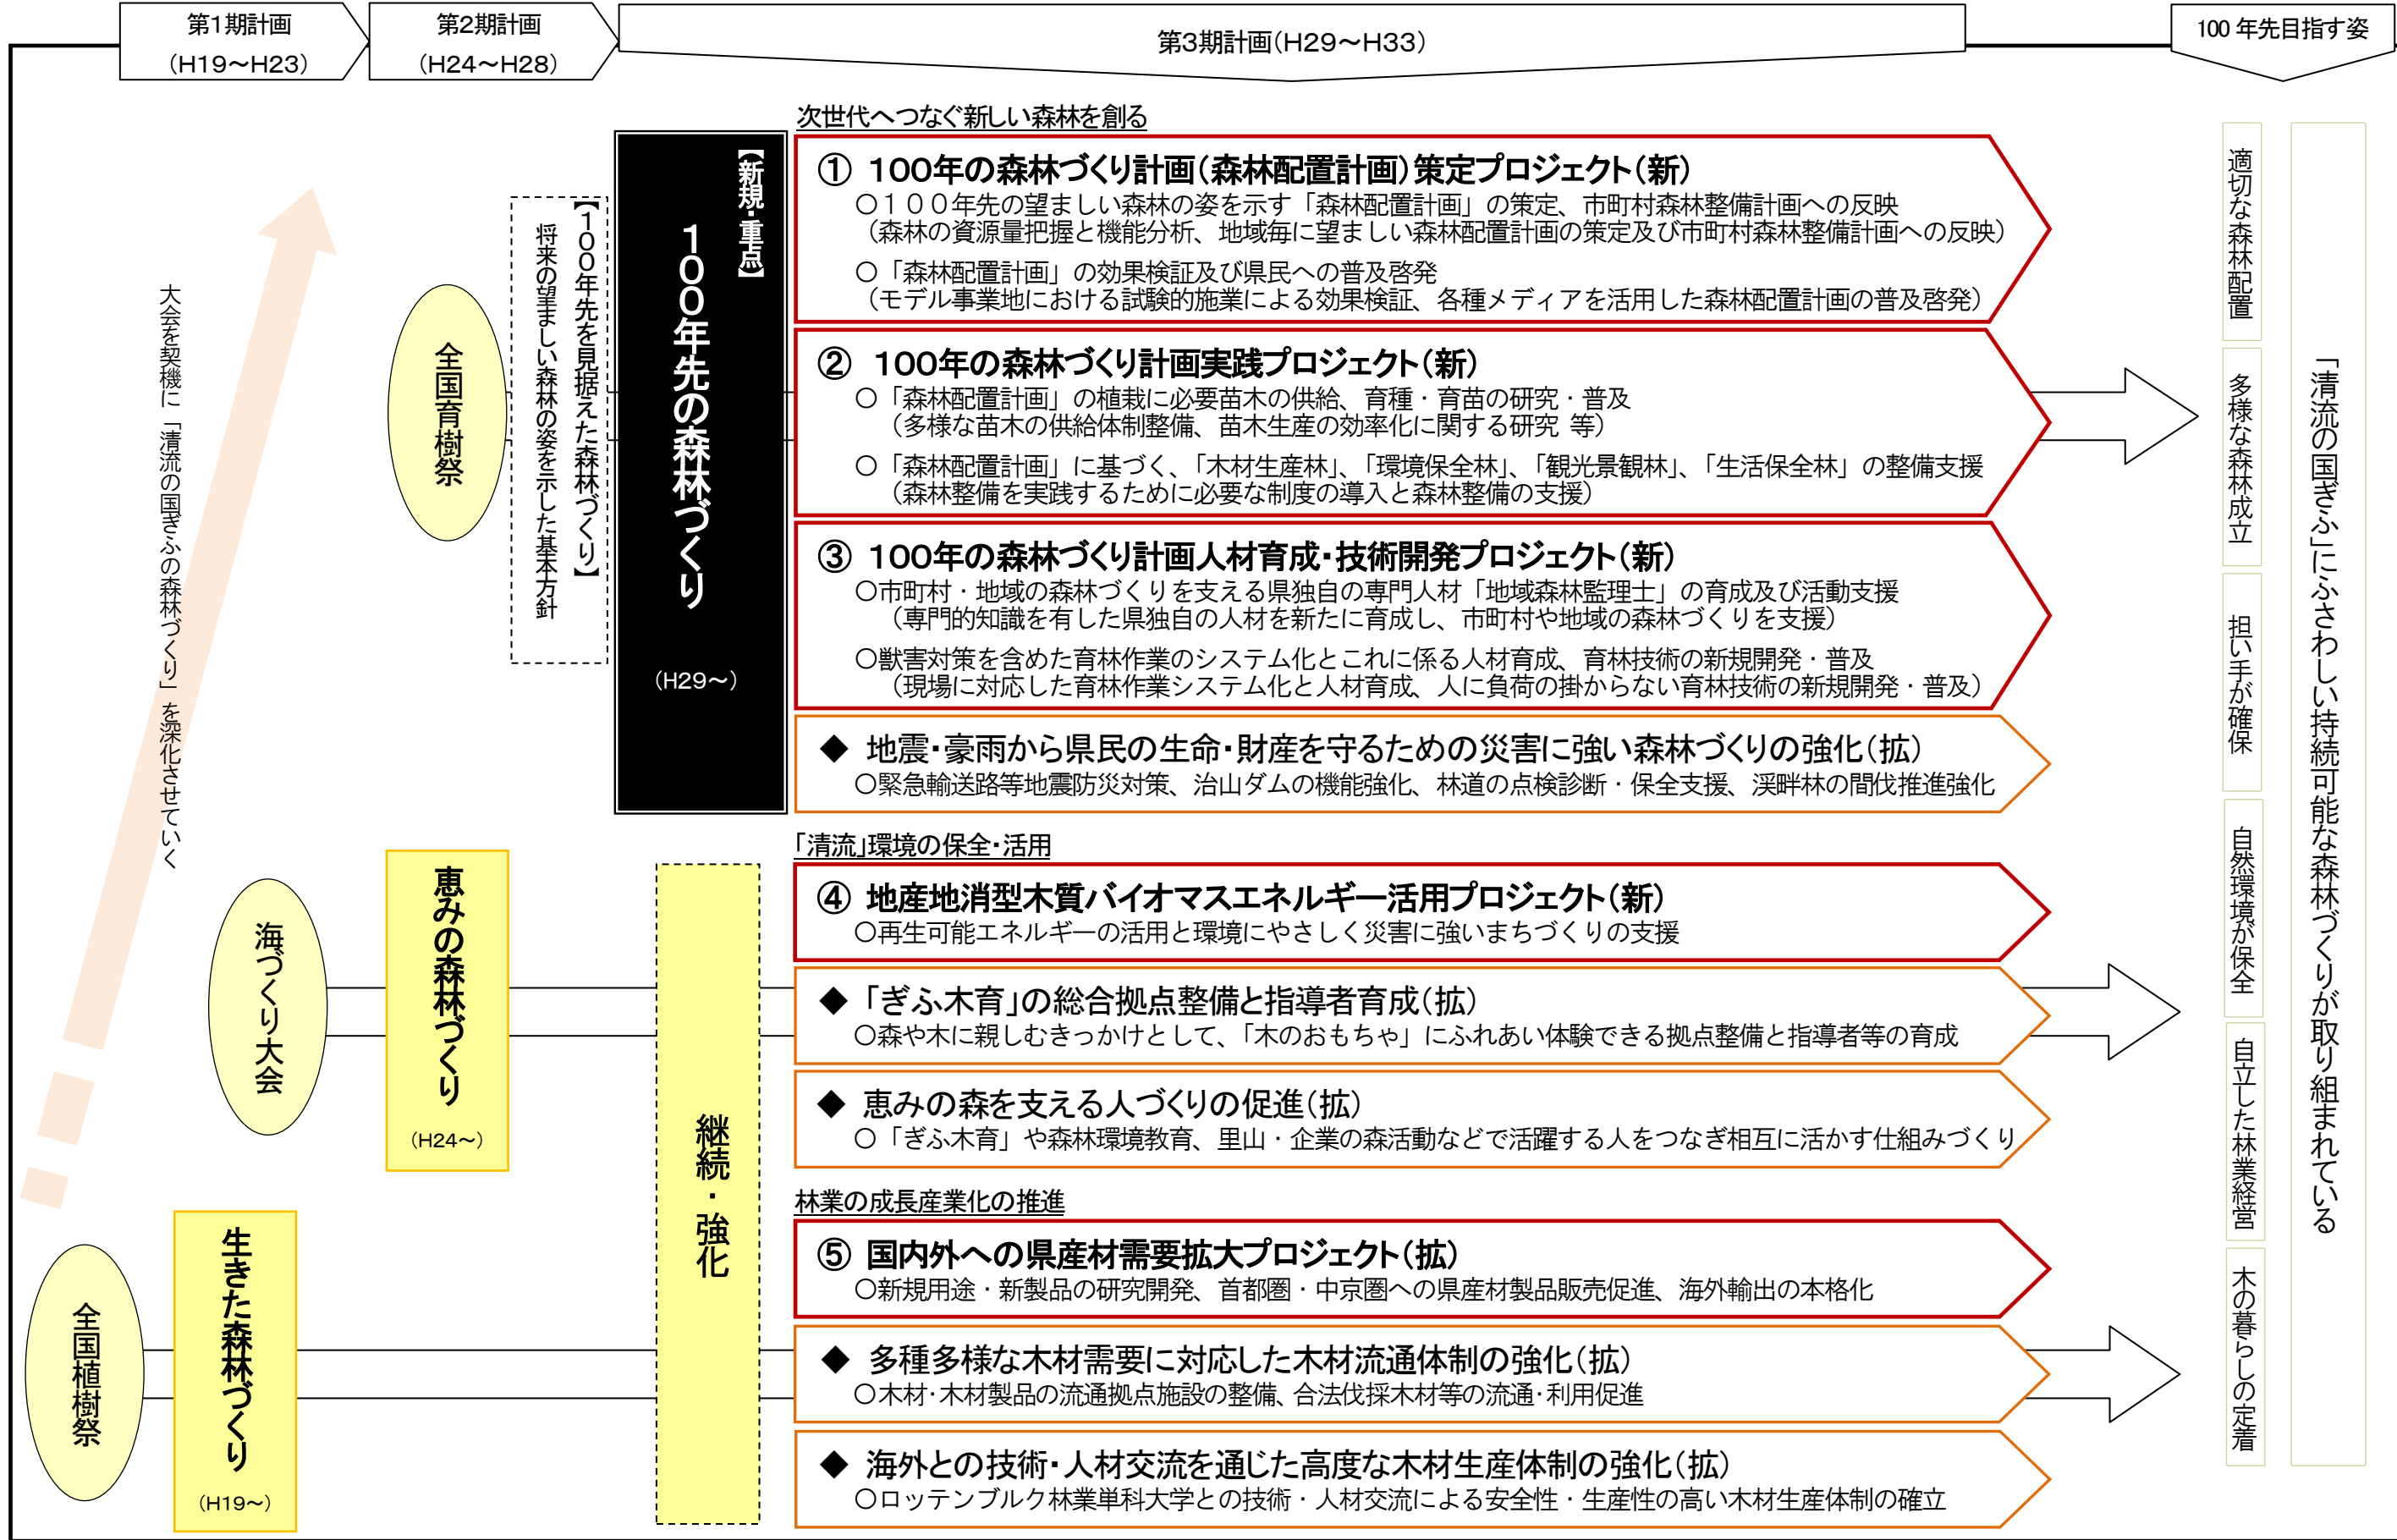 第1期計画
（H19～H23）
第2期計画
（H24～H28）
第3期計画（H29～H33）
100 年先目指す姿
大会を契機に「清流の国ぎふの森林づくり」を深化させていく
全国育樹祭
【100年先を見据えた森林づくり】
将来の望ましい森林の姿を示した基本方針
【新規・重点】
100年先の森林づくり
（H29～）
次世代へつなぐ新しい森林を創る
① 100年の森林づくり計画（森林配置計画）策定プロジェクト（新）
○１００年先の望ましい森林の姿を示す「森林配置計画」の策定、市町村森林整備計画への反映
（森林の資源量把握と機能分析、地域毎に望ましい森林配置計画の策定及び市町村森林整備計画への反映）
○「森林配置計画」の効果検証及び県民への普及啓発
（モデル事業地における試験的施業による効果検証、各種メディアを活用した森林配置計画の普及啓発）
② 100年の森林づくり計画実践プロジェクト（新）
○「森林配置計画」の植栽に必要苗木の供給、育種・育苗の研究・普及
（多様な苗木の供給体制整備、苗木生産の効率化に関する研究 等）
○「森林配置計画」に基づく、「木材生産林」、「環境保全林」、「観光景観林」、「生活保全林」の整備支援
（森林整備を実践するために必要な制度の導入と森林整備の支援）
③ 100年の森林づくり計画人材育成・技術開発プロジェクト（新）
○市町村・地域の森林づくりを支える県独自の専門人材「地域森林監理士」の育成及び活動支援
（専門的知識を有した県独自の人材を新たに育成し、市町村や地域の森林づくりを支援）
○獣害対策を含めた育林作業のシステム化とこれに係る人材育成、育林技術の新規開発・普及
（現場に対応した育林作業システム化と人材育成、人に負荷の掛からない育林技術の新規開発・普及）
◆ 地震・豪雨から県民の生命・財産を守るための災害に強い森林づくりの強化（拡）
○緊急輸送路等地震防災対策、治山ダムの機能強化、林道の点検診断・保全支援、渓畔林の間伐推進強化
海づくり大会
恵みの森林づくり
（H24～）
継続・強化
「清流」環境の保全・活用
④ 地産地消型木質バイオマスエネルギー活用プロジェクト（新）
○再生可能エネルギーの活用と環境にやさしく災害に強いまちづくりの支援
◆ 「ぎふ木育」の総合拠点整備と指導者育成（拡）
○森や木に親しむきっかけとして、「木のおもちゃ」にふれあい体験できる拠点整備と指導者等の育成
◆ 恵みの森を支える人づくりの促進（拡）
○「ぎふ木育」や森林環境教育、里山・企業の森活動などで活躍する人をつなぎ相互に活かす仕組みづくり
全国植樹祭
生きた森林づくり
（H19～）
林業の成長産業化の推進
⑤ 国内外への県産材需要拡大プロジェクト（拡）
○新規用途・新製品の研究開発、首都圏・中京圏への県産材製品販売促進、海外輸出の本格化
◆ 多種多様な木材需要に対応した木材流通体制の強化（拡）
○木材・木材製品の流通拠点施設の整備、合法伐採木材等の流通・利用促進
◆ 海外との技術・人材交流を通じた高度な木材生産体制の強化（拡）
○ロッテンブルク林業単科大学との技術・人材交流による安全性・生産性の高い木材生産体制の確立
適切な森林配置
多様な森林成立
担い手が確保
自然環境が保全
自立した林業経営
木の暮らしの定着
「清流の国ぎふ」にふさわしい持続可能な森林づくりが取り組まれている